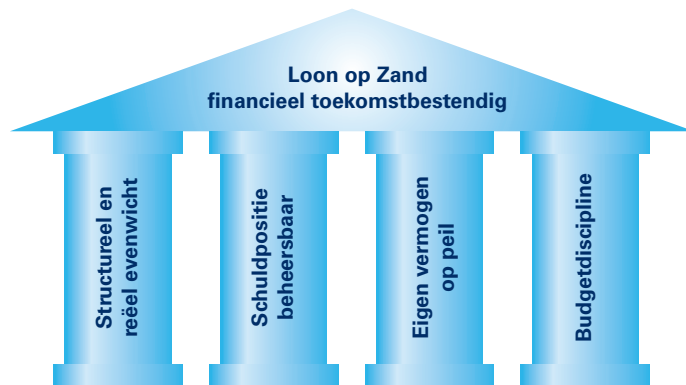 Loon op Zand
financieel toekomstbestendig
Structureel en
reëel evenwicht
Schuldpositie
beheersbaar
Eigen vermogen
op peil
Budgetdiscipline